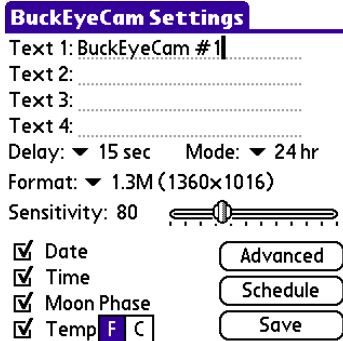 BuckEyeCam Settings
Text 1: BuckEyeCam #1
Text 2:
Text 3:
Text 4:
Delay: 15 sec Mode: 24 hr
Format: 1.3M (1360x1016)
Sensitivity: 80
Date
Time
Moon Phase
Temp F C
Advanced
Schedule
Save